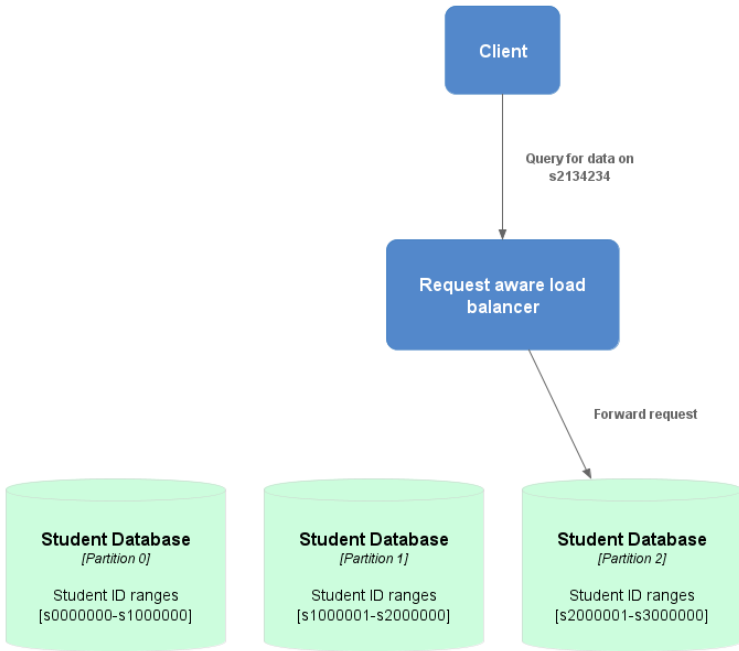 Client
Query for data on
s2134234
Request aware load
balancer
Forward request
Student Database
[Partition 0]
Student ID ranges
[s0000000-s1000000]
Student Database
[Partition 1]
Student ID ranges
[s1000001-s2000000]
Student Database
[Partition 2]
Student ID ranges
[s2000001-s3000000]